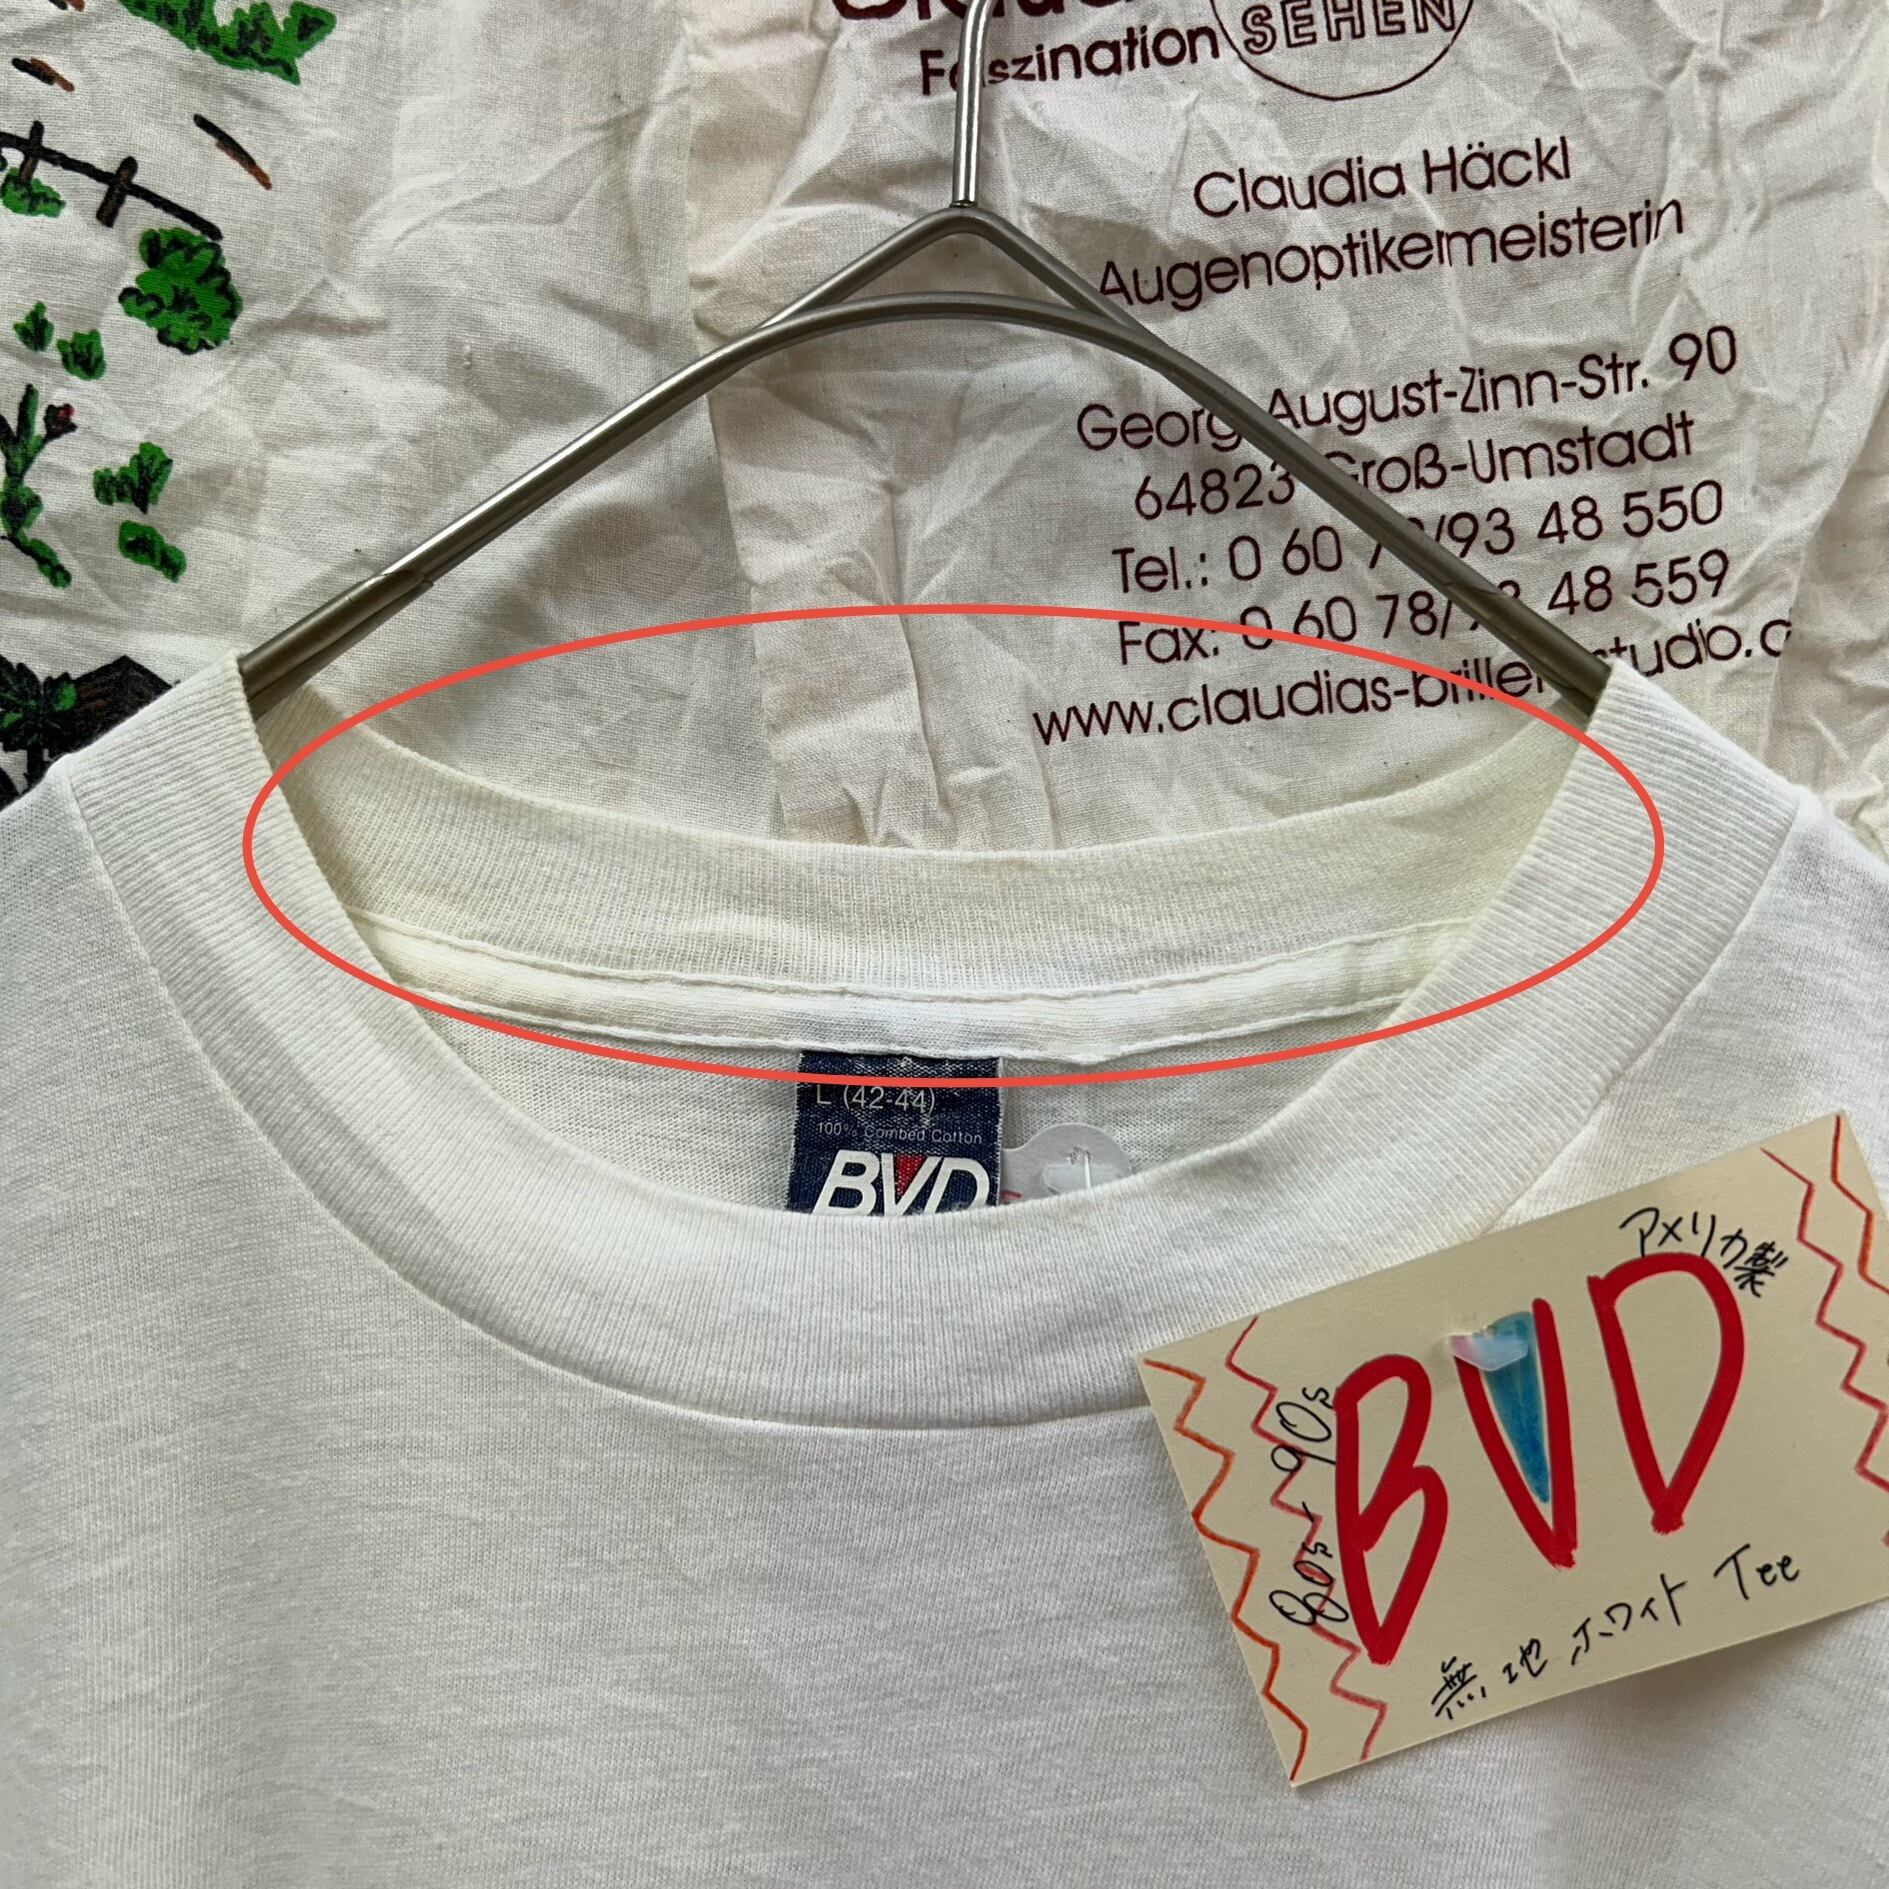 Faszination
SEHEN
Claudia Häckl
Augenoptikermeisterin
Georg-August-Zinn-Str. 90
64823 Groß-Umstadt
Tel.: 0 60 /93 48 550
Fax: 0 60 78/ 48 559
www.claudias-brillenstudio.d
L (42-44)
100% Combed Cotton
BVD
アメリカ製
80s - 90s
BVD
無地 ホワイト Tee